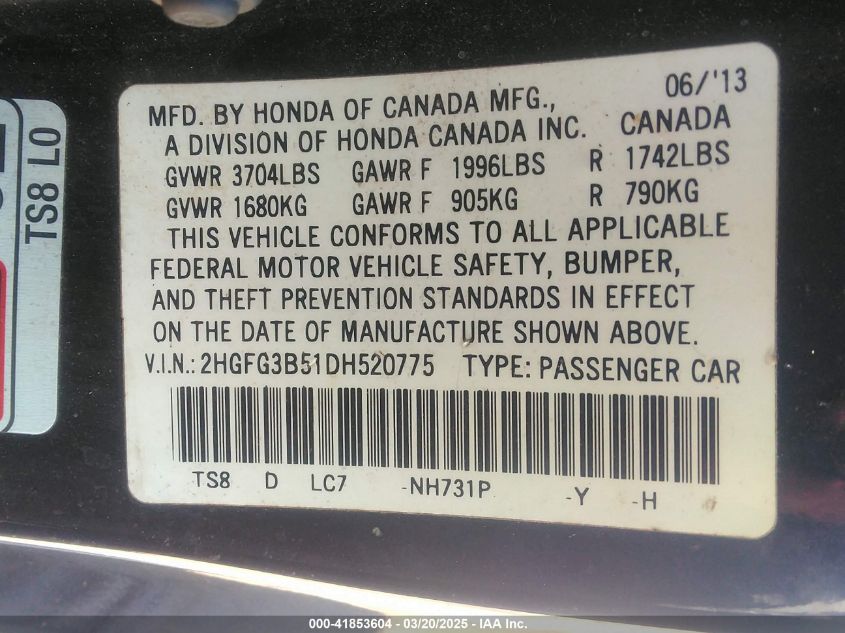 06/'13
MFD. BY HONDA OF CANADA MFG.,
A DIVISION OF HONDA CANADA INC. CANADA
GVWR 3704LBS GAWR F 1996LBS R 1742LBS
GVWR 1680KG GAWR F 905KG R 790KG
THIS VEHICLE CONFORMS TO ALL APPLICABLE
FEDERAL MOTOR VEHICLE SAFETY, BUMPER,
AND THEFT PREVENTION STANDARDS IN EFFECT
ON THE DATE OF MANUFACTURE SHOWN ABOVE.
V.I.N.: 2HGFG3B51DH520775 TYPE: PASSENGER CAR
TS8 D LC7 -NH731P -Y -H
TS8 L0
000-41853604 - 03/20/2025 - IAA Inc.